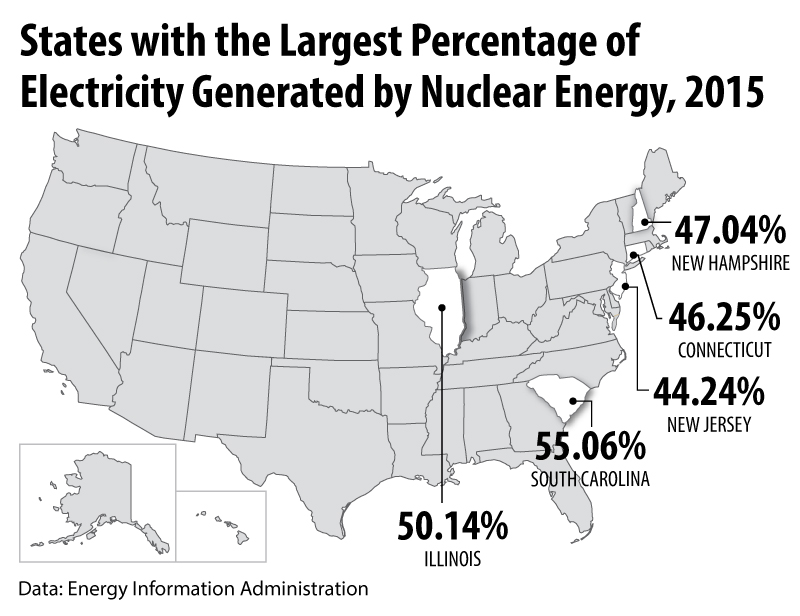 States with the Largest Percentage of
Electricity Generated by Nuclear Energy, 2015
47.04%
NEW HAMPSHIRE
46.25%
CONNECTICUT
44.24%
NEW JERSEY
55.06%
SOUTH CAROLINA
50.14%
ILLINOIS
Data: Energy Information Administration